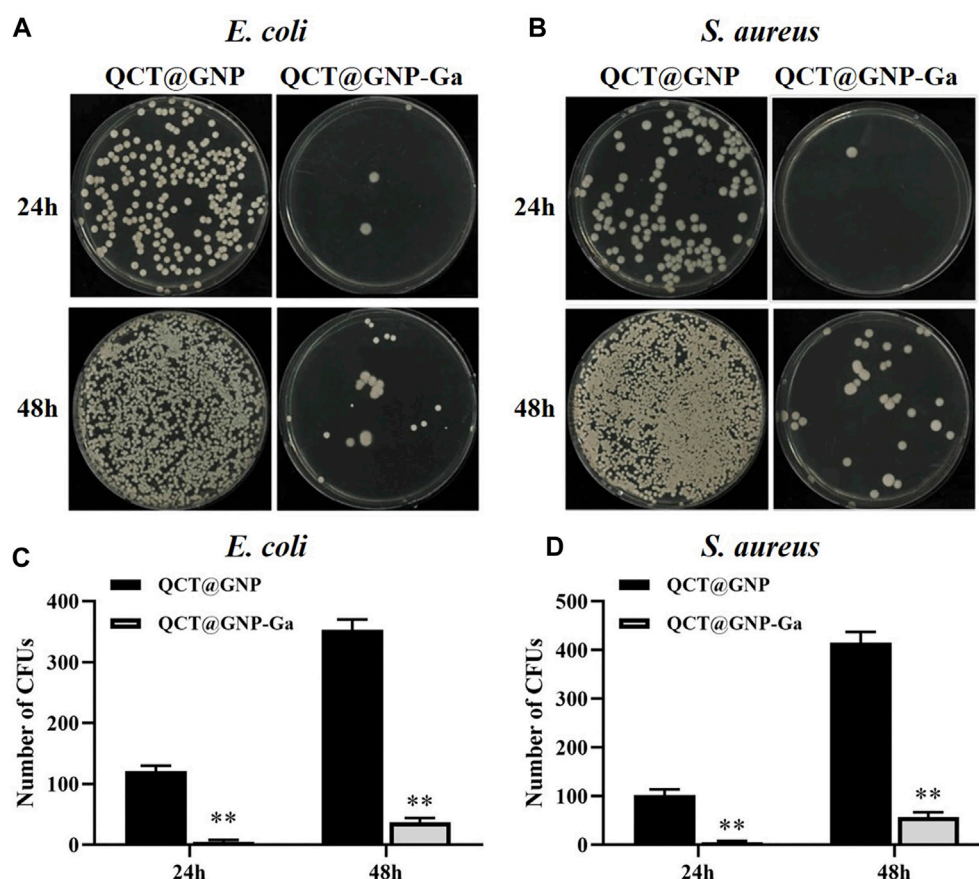 A
E. coli
QCT@GNP QCT@GNP-Ga
24h
48h
B
S. aureus
QCT@GNP QCT@GNP-Ga
24h
48h
C
E. coli
QCT@GNP
QCT@GNP-Ga
Number of CFUs
400
300
200
100
0
**
**
24h 48h
D
S. aureus
QCT@GNP
QCT@GNP-Ga
Number of CFUs
500
400
300
200
100
0
**
**
24h 48h